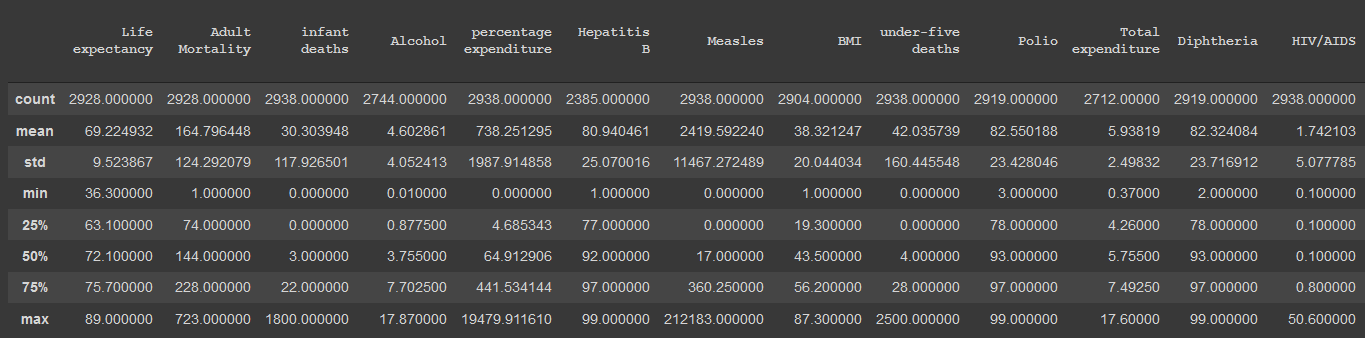 Life expectancy Adult Mortality infant deaths Alcohol percentage expenditure Hepatitis B Measles BMI under-five deaths Polio Total expenditure Diphtheria HIV/AIDS
count 2928.000000 2928.000000 2938.000000 2744.000000 2938.000000 2385.000000 2938.000000 2904.000000 2938.000000 2919.000000 2712.00000 2919.000000 2938.000000
mean 69.224932 164.796448 30.303948 4.602861 738.251295 80.940461 2419.592240 38.321247 42.035739 82.550188 5.93819 82.324084 1.742103
std 9.523867 124.292079 117.926501 4.052413 1987.914858 25.070016 11467.272489 20.044034 160.445548 23.428046 2.49832 23.716912 5.077785
min 36.300000 1.000000 0.000000 0.010000 0.000000 1.000000 0.000000 1.000000 0.000000 3.000000 0.37000 2.000000 0.100000
25% 63.100000 74.000000 0.000000 0.877500 4.685343 77.000000 0.000000 19.300000 0.000000 78.000000 4.26000 78.000000 0.100000
50% 72.100000 144.000000 3.000000 3.755000 64.912906 92.000000 17.000000 43.500000 4.000000 93.000000 5.75500 93.000000 0.100000
75% 75.700000 228.000000 22.000000 7.702500 441.534144 97.000000 360.250000 56.200000 28.000000 97.000000 7.49250 97.000000 0.800000
max 89.000000 723.000000 1800.000000 17.870000 19479.911610 99.000000 212183.000000 87.300000 2500.000000 99.000000 17.60000 99.000000 50.600000